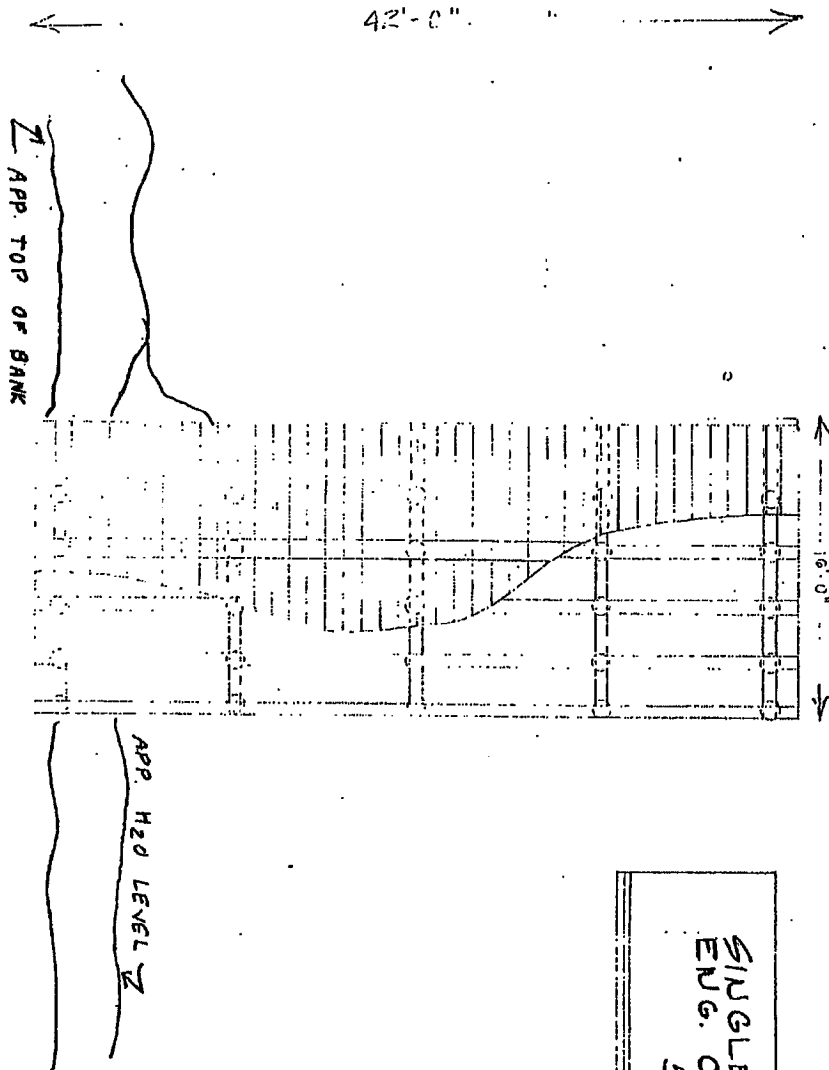 42'-0"
APP. TOP OF BANK
16'-0"
APP. H2O LEVEL
SINGLE
ENG.